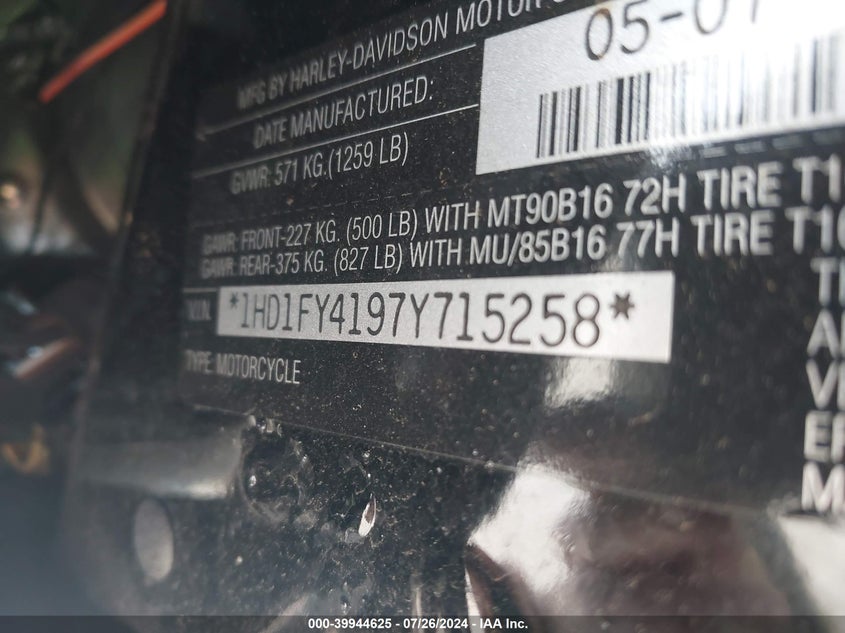 MFG BY HARLEY-DAVIDSON MOTOR
05-07
DATE MANUFACTURED:
GVWR: 571 KG.(1259 LB)
GAWR: FRONT-227 KG. (500 LB) WITH MT90B16 72H TIRE
GAWR: REAR-375 KG. (827 LB) WITH MU/85B16 77H TIRE
V.I.N. *1HD1FY4197Y715258*
TYPE: MOTORCYCLE
000-39944625 - 07/26/2024 - IAA Inc.